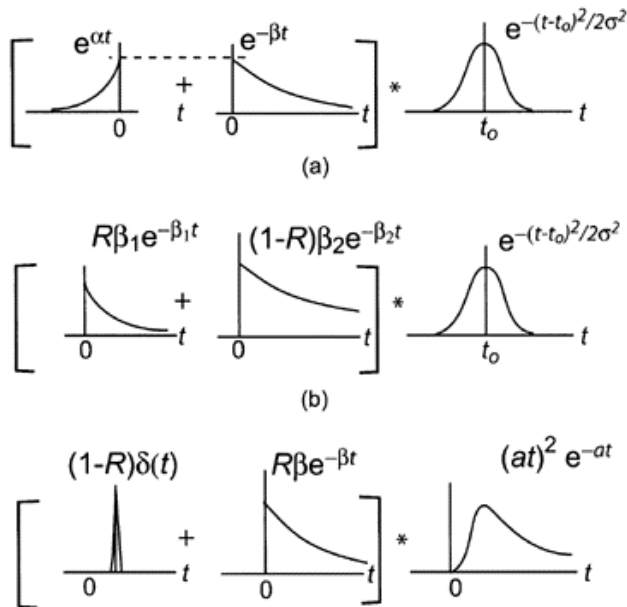 e^{αt} e^{-βt} e^{-(t-t_o)^2/2σ^2}
[ + ] *
0 t 0 t t_o t
(a)
Rβ_1e^{-β_1t} (1-R)β_2e^{-β_2t} e^{-(t-t_o)^2/2σ^2}
[ + ] *
0 t 0 t t_o t
(b)
(1-R)δ(t) Rβe^{-βt} (at)^2 e^{-at}
[ + ] *
0 t 0 t 0 t